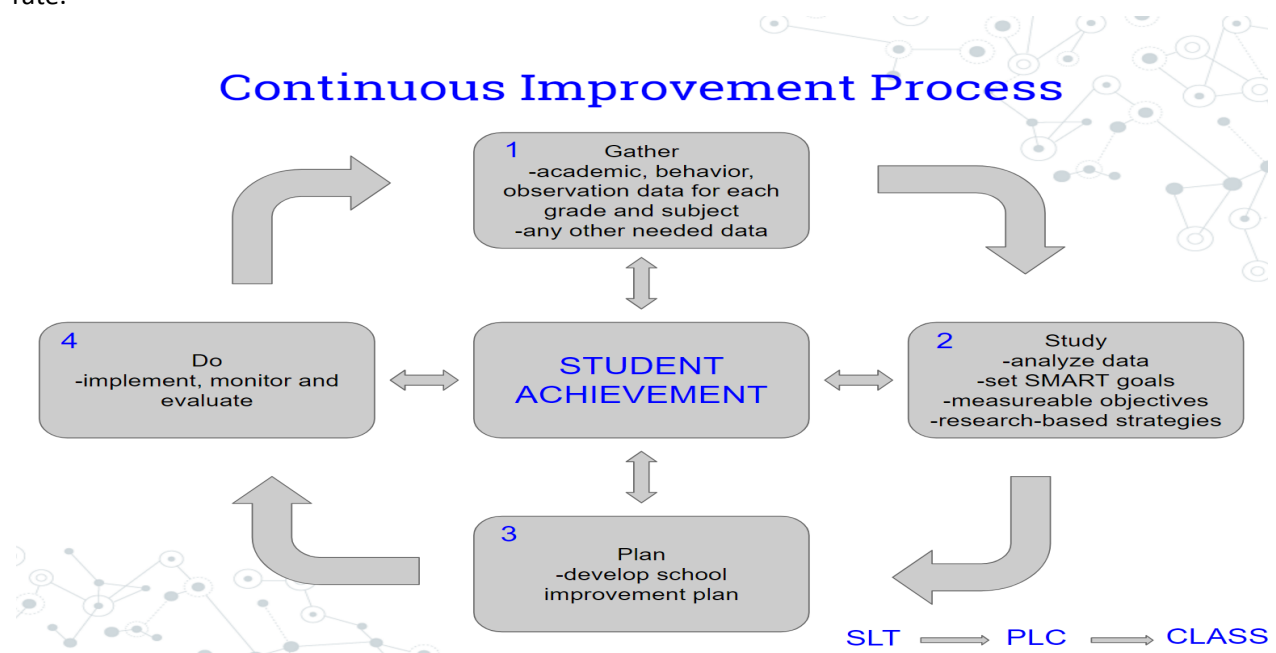 rate.
Continuous Improvement Process
1
Gather
-academic, behavior,
observation data for each
grade and subject
-any other needed data
4
Do
-implement, monitor and
evaluate
STUDENT
ACHIEVEMENT
2
Study
-analyze data
-set SMART goals
-measureable objectives
-research-based strategies
3
Plan
-develop school
improvement plan
SLT PLC CLASS